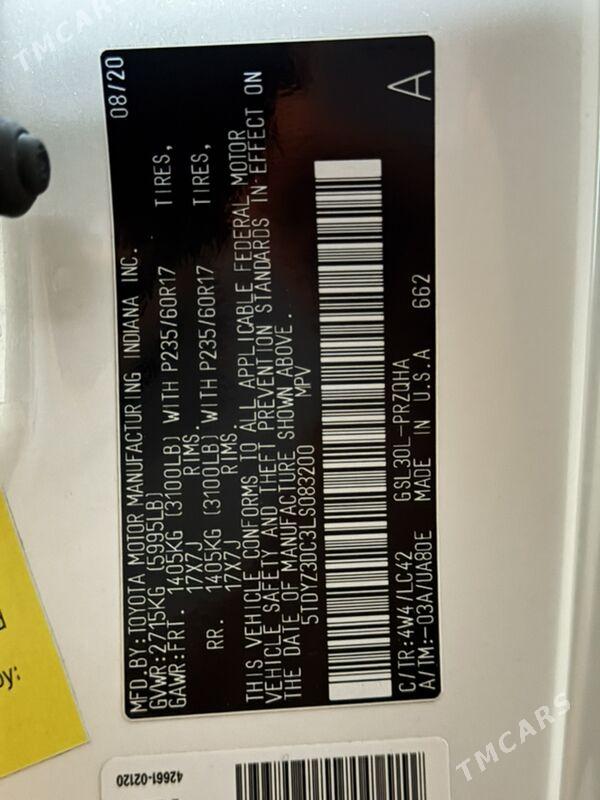 TMCARS
MFD.BY:TOYOTA MOTOR MANUFACTURING INDIANA INC. 08/20
GVWR:2715KG (5995LB)
GAWR:FRT. 1405KG (3100LB) WITH P235/60R17 TIRES,
17X7J RIMS.
RR. 1405KG (3100LB) WITH P235/60R17 TIRES,
17X7J RIMS.
THIS VEHICLE CONFORMS TO ALL APPLICABLE FEDERAL MOTOR
VEHICLE SAFETY AND THEFT PREVENTION STANDARDS IN EFFECT ON
THE DATE OF MANUFACTURE SHOWN ABOVE.
5TDYZ3DC3LS083200 MPV
C/TR:4W4/LC42 GSL30L-PRZQHA A
A/TM:-03A/UA80E MADE IN U.S.A 662
by:
42661-02120
TMCARS